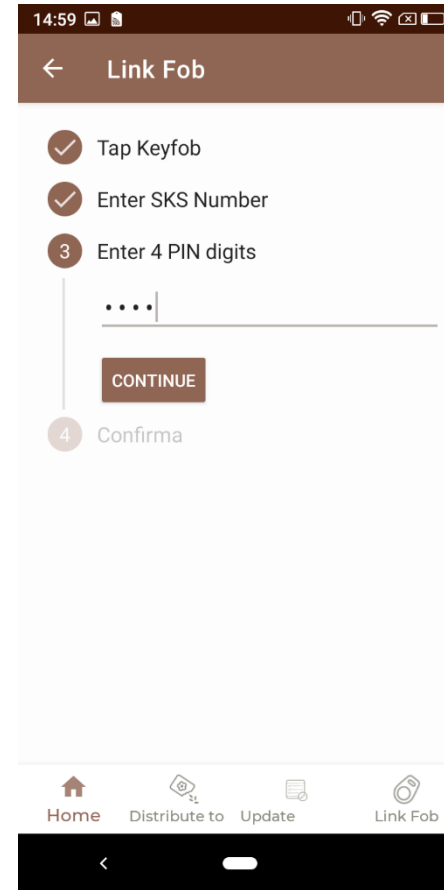 14:59
Link Fob
Tap Keyfob
Enter SKS Number
3 Enter 4 PIN digits
••••
CONTINUE
4 Confirma
Home Distribute to Update Link Fob